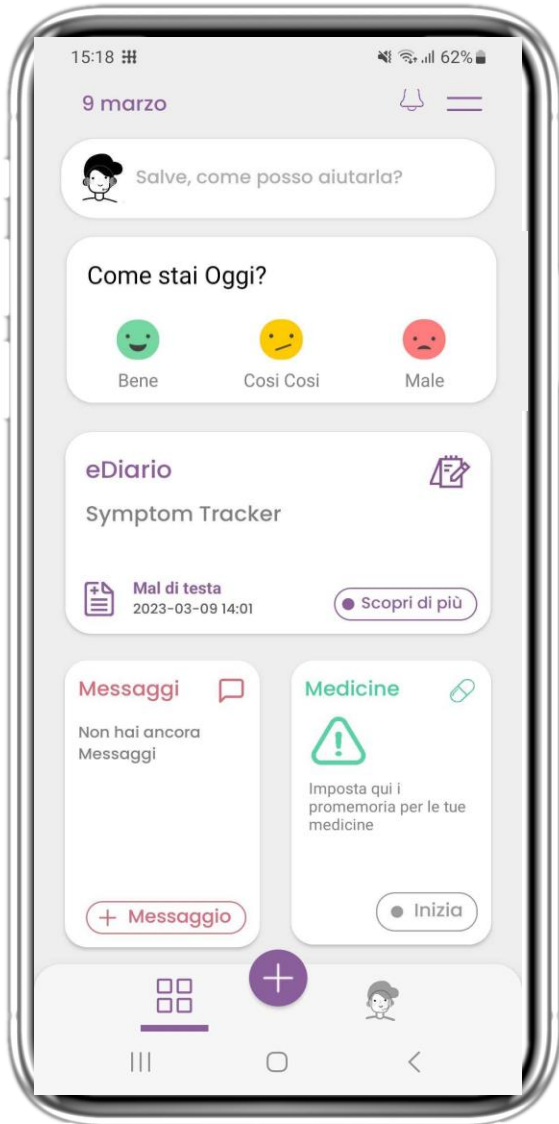 15:18 62%
9 marzo
Salve, come posso aiutarla?
Come stai Oggi?
Bene Cosi Cosi Male
eDiario
Symptom Tracker
Mal di testa
2023-03-09 14:01
Scopri di più
Messaggi
Non hai ancora
Messaggi
+ Messaggio
Medicine
Imposta qui i
promemoria per le tue
medicine
Inizia